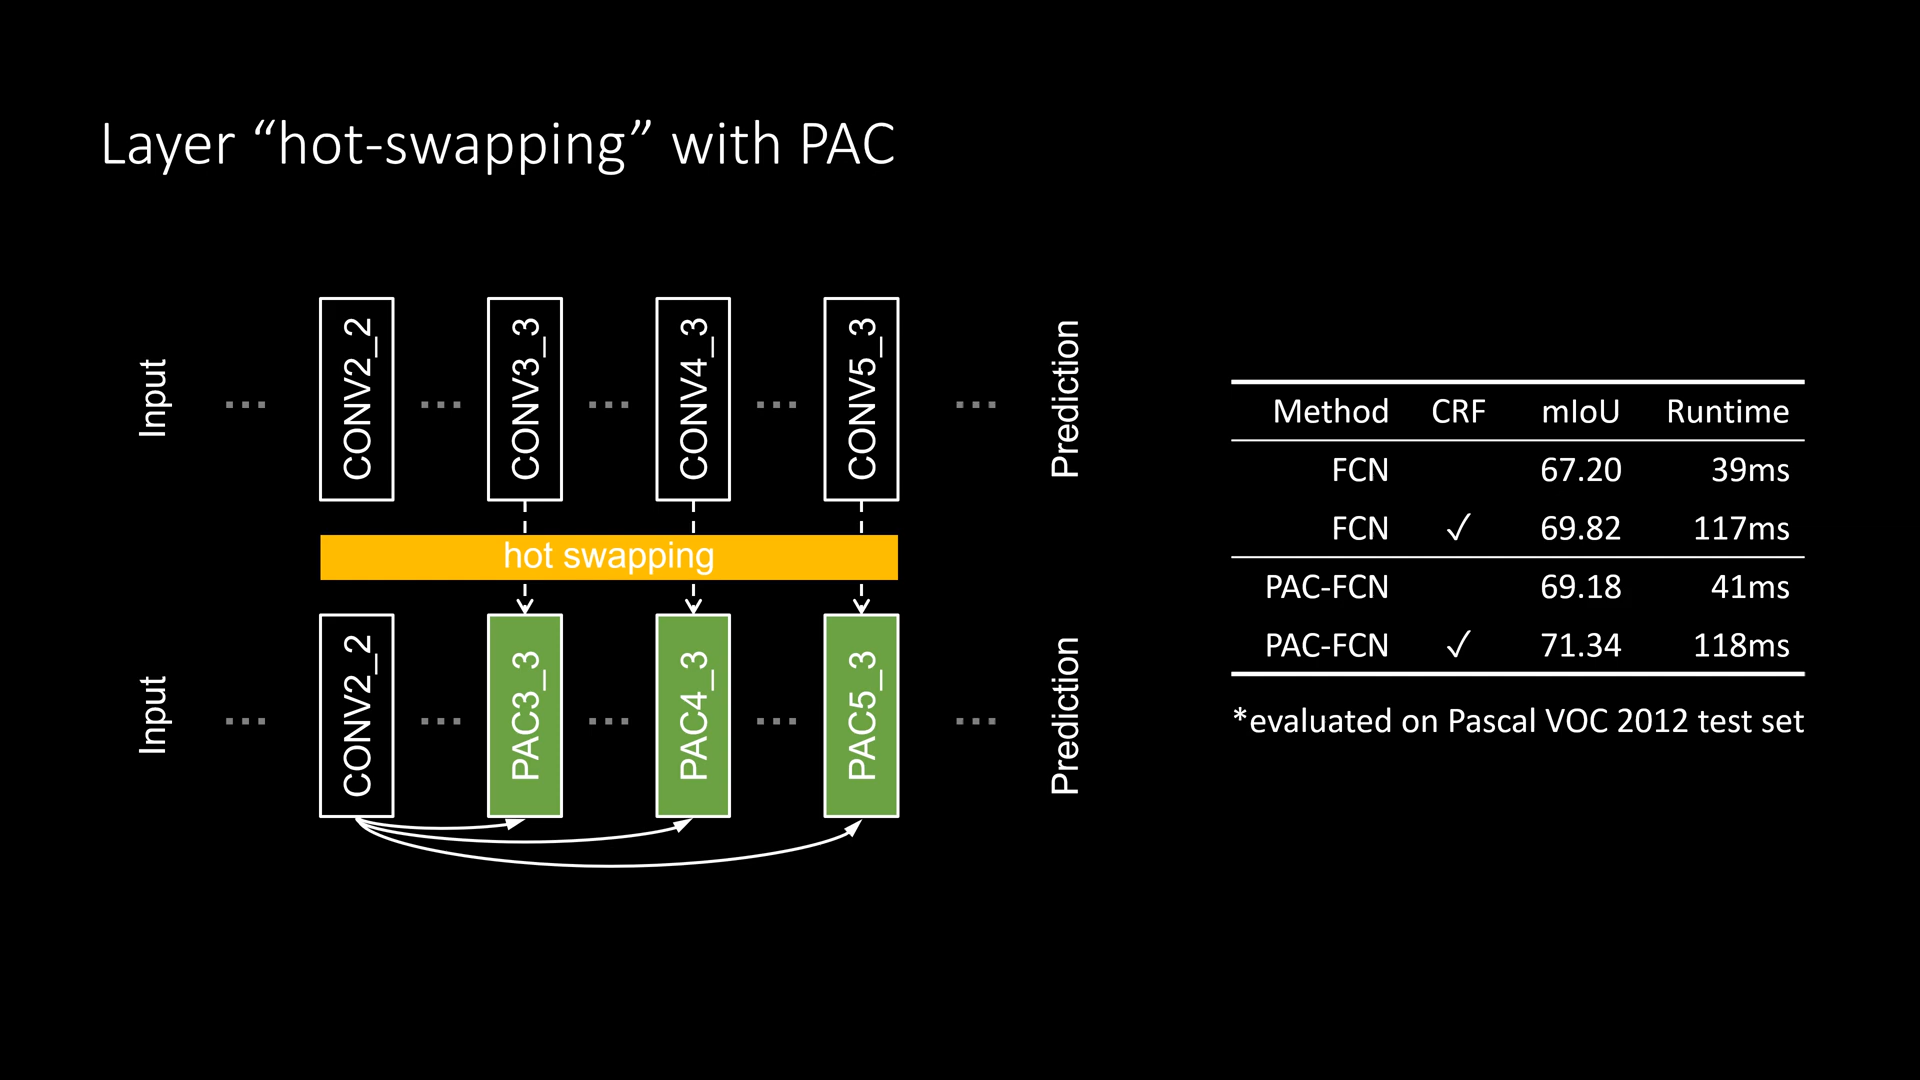 Layer “hot-swapping” with PAC
Input
...
CONV2_2
...
CONV3_3
...
CONV4_3
...
CONV5_3
...
Prediction
hot swapping
Input
...
CONV2_2
...
PAC3_3
...
PAC4_3
...
PAC5_3
...
Prediction
Method CRF mIoU Runtime
FCN 67.20 39ms
FCN ✓ 69.82 117ms
PAC-FCN 69.18 41ms
PAC-FCN ✓ 71.34 118ms
*evaluated on Pascal VOC 2012 test set